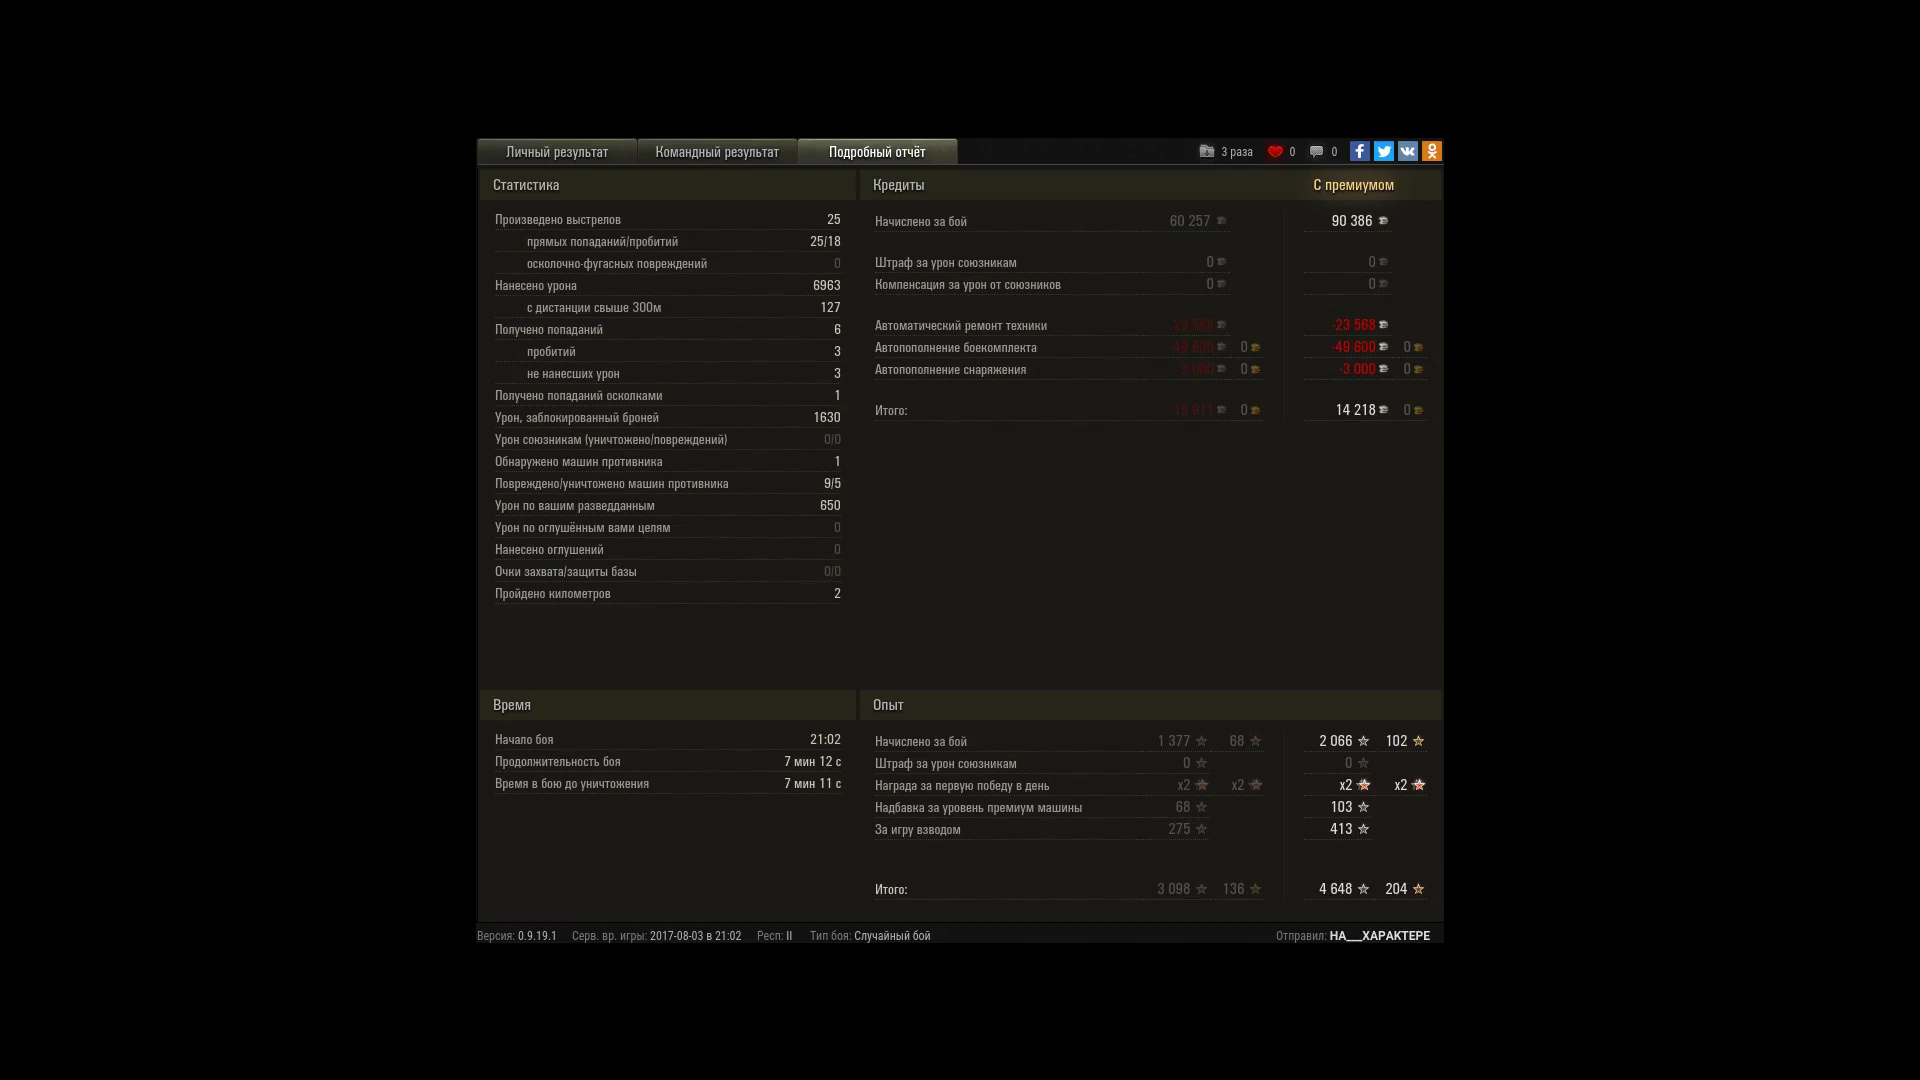 Личный результат Командный результат Подробный отчёт 3 раза 0 0
Статистика
Произведено выстрелов 25
прямых попаданий/пробитий 25/18
осколочно-фугасных повреждений 0
Нанесено урона 6963
с дистанции свыше 300м 127
Получено попаданий 6
пробитий 3
не нанесших урон 3
Получено попаданий осколками 1
Урон, заблокированный броней 1630
Урон союзникам (уничтожено/повреждений) 0/0
Обнаружено машин противника 1
Повреждено/уничтожено машин противника 9/5
Урон по вашим разведданным 650
Урон по оглушённым вами целям 0
Нанесено оглушений 0
Очки захвата/защиты базы 0/0
Пройдено километров 2
Кредиты С премиумом
Начислено за бой 60 257 90 386
Штраф за урон союзникам 0 0
Компенсация за урон от союзников 0 0
Автоматический ремонт техники -23 568 -23 568
Автопополнение боекомплекта -49 600 0 -49 600 0
Автопополнение снаряжения -3 000 0 -3 000 0
Итого: -15 911 0 14 218 0
Время
Начало боя 21:02
Продолжительность боя 7 мин 12 с
Время в бою до уничтожения 7 мин 11 с
Опыт
Начислено за бой 1 377 68 2 066 102
Штраф за урон союзникам 0 0
Награда за первую победу в день x2 x2 x2 x2
Надбавка за уровень премиум машины 68 103
За игру взводом 275 413
Итого: 3 098 136 4 648 204
Версия: 0.9.19.1 Серв. вр. игры: 2017-08-03 в 21:02 Респ: II Тип боя: Случайный бой Отправил: HA___XAPAKTEPE